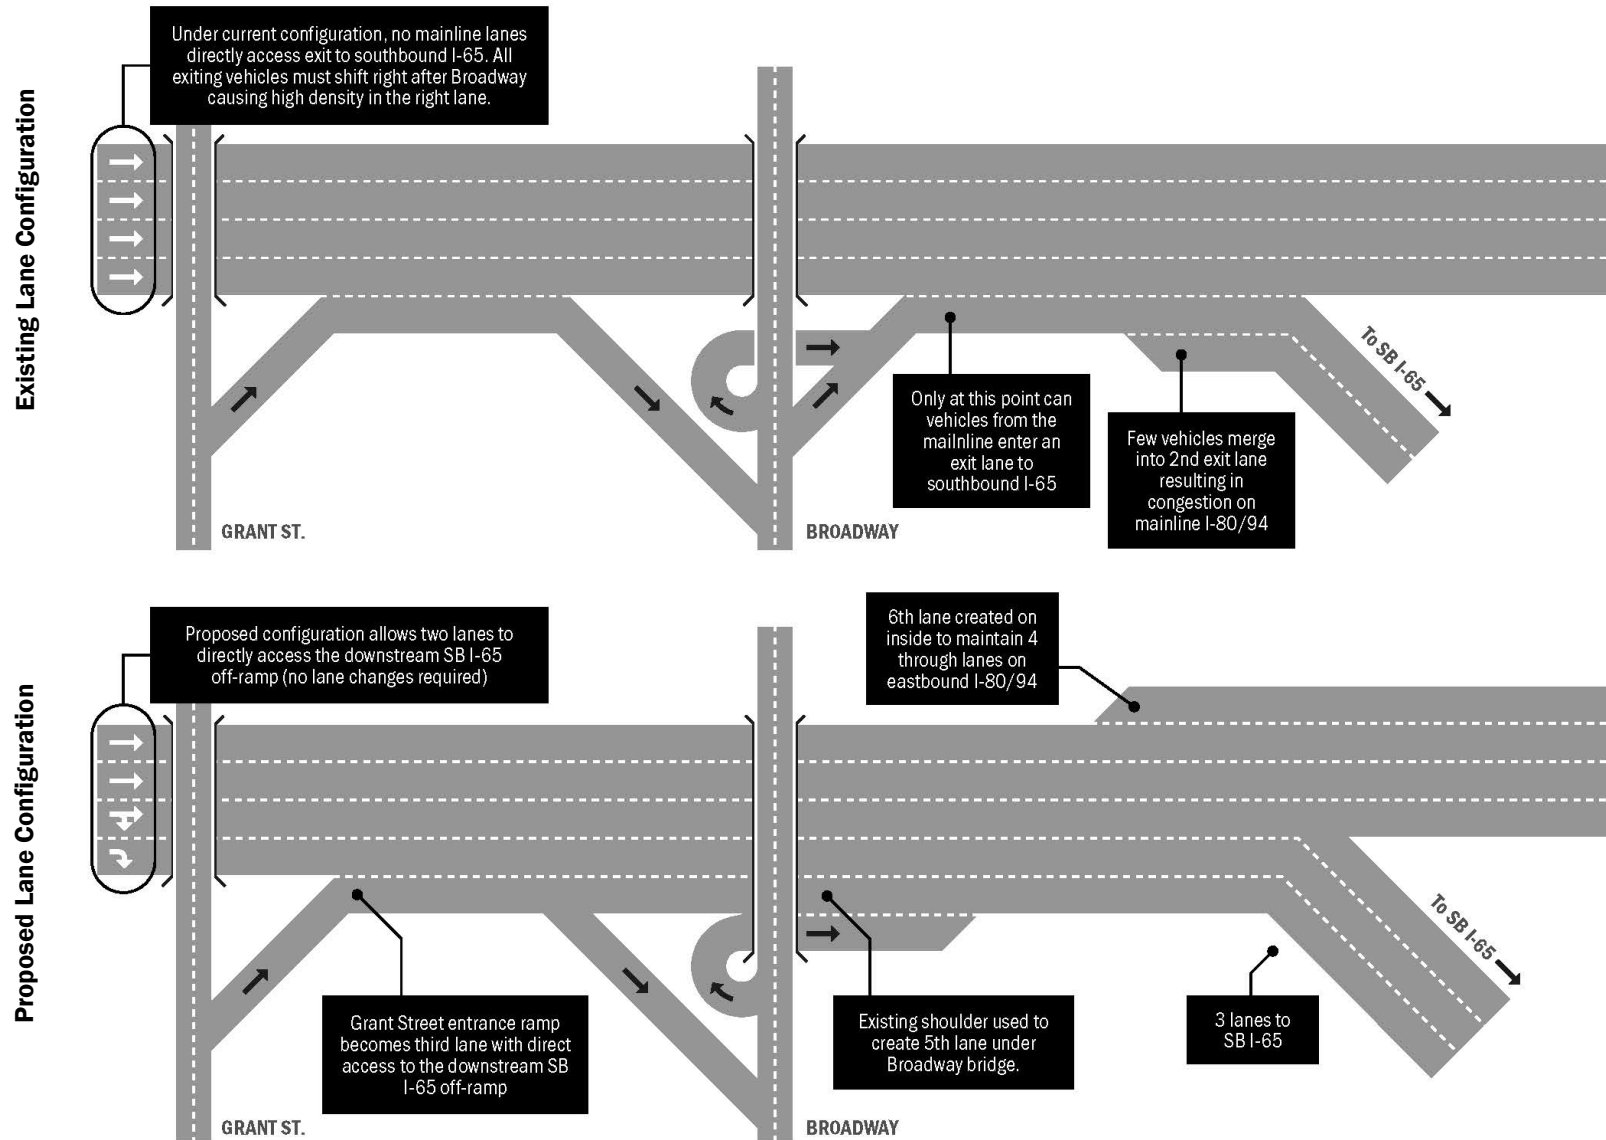 Existing Lane Configuration
Under current configuration, no mainline lanes
directly access exit to southbound I-65. All
exiting vehicles must shift right after Broadway
causing high density in the right lane.
To SB I-65
Only at this point can
vehicles from the
mailnline enter an
exit lane to
southbound I-65
Few vehicles merge
into 2nd exit lane
resulting in
congestion on
mainline I-80/94
GRANT ST.
BROADWAY
Proposed Lane Configuration
Proposed configuration allows two lanes to
directly access the downstream SB I-65
off-ramp (no lane changes required)
6th lane created on
inside to maintain 4
through lanes on
eastbound I-80/94
To SB I-65
Grant Street entrance ramp
becomes third lane with direct
access to the downstream SB
I-65 off-ramp
Existing shoulder used to
create 5th lane under
Broadway bridge.
3 lanes to
SB I-65
GRANT ST.
BROADWAY